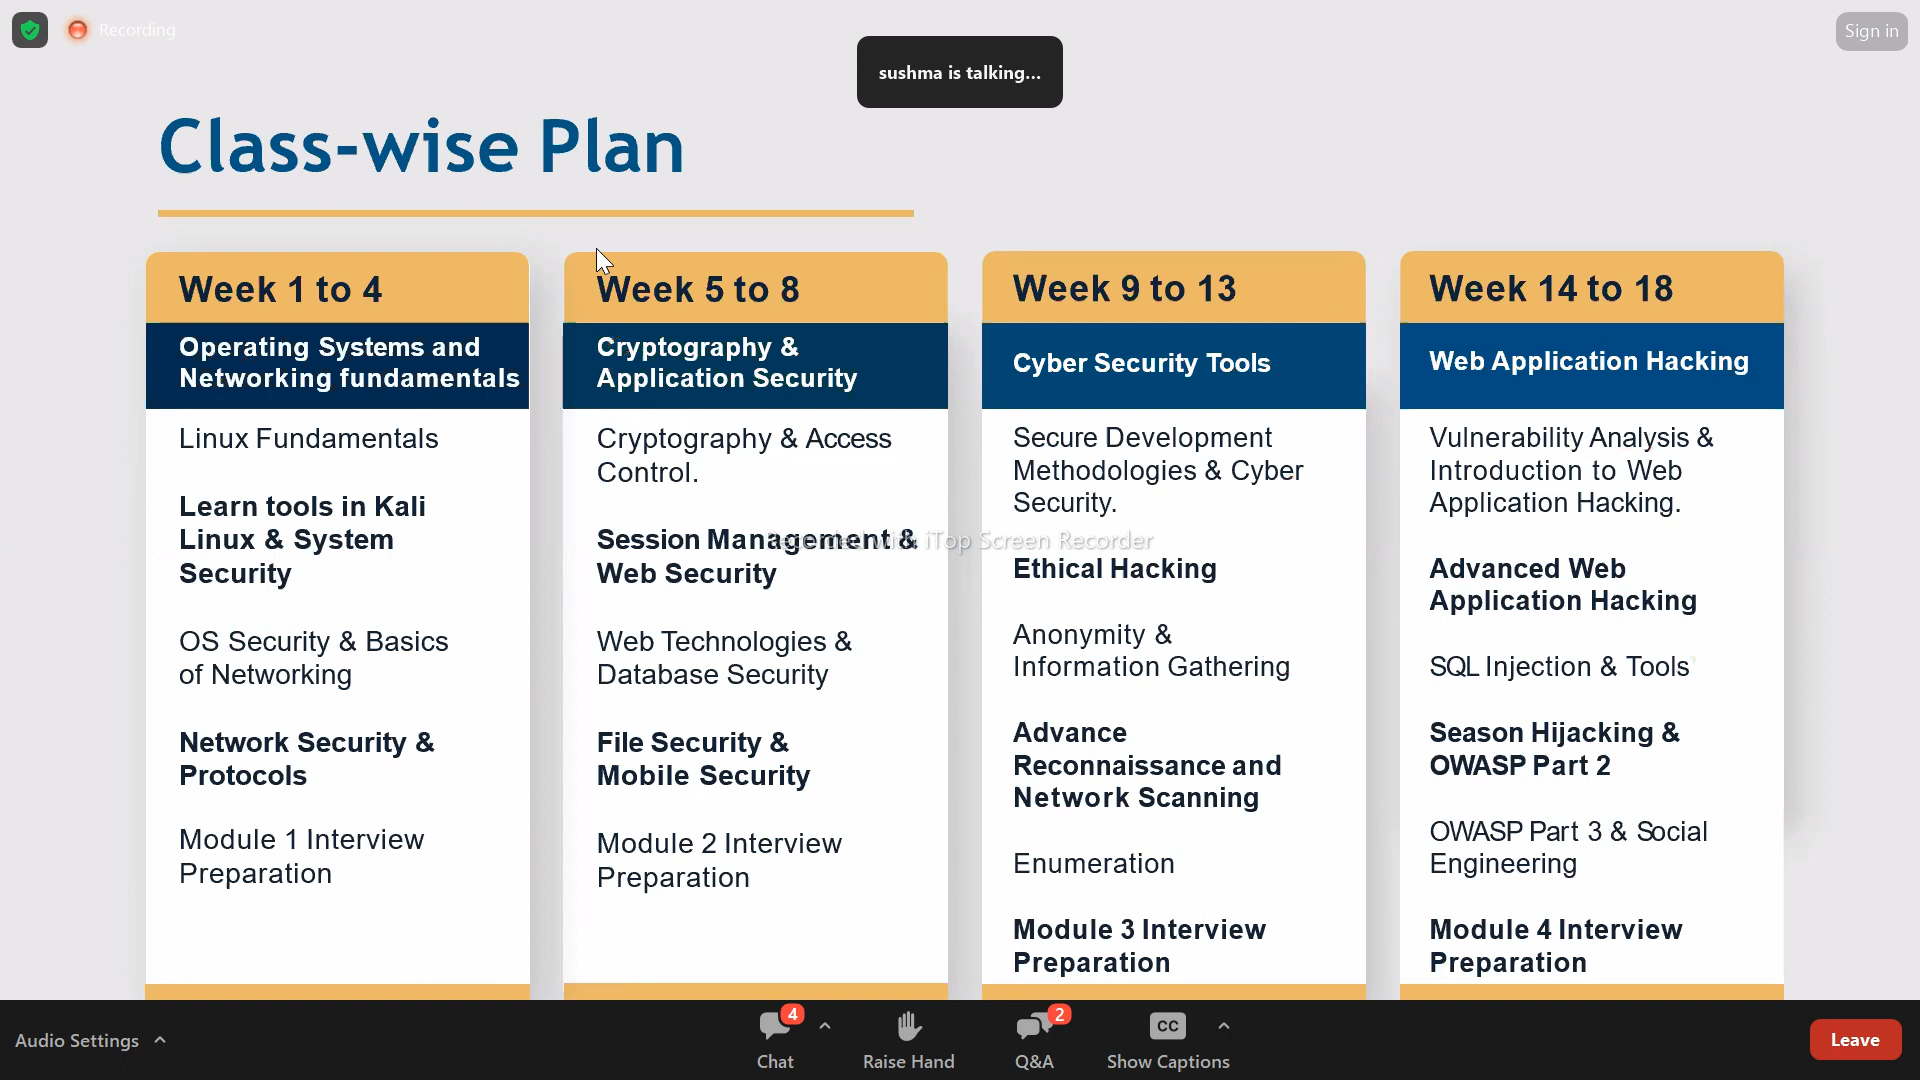 Recording
Sign in
sushma is talking...
Class-wise Plan
Week 1 to 4
Operating Systems and
Networking fundamentals
Linux Fundamentals
Learn tools in Kali
Linux & System
Security
OS Security & Basics
of Networking
Network Security &
Protocols
Module 1 Interview
Preparation
Week 5 to 8
Cryptography &
Application Security
Cryptography & Access
Control.
Session Management &
Web Security
Web Technologies &
Database Security
File Security &
Mobile Security
Module 2 Interview
Preparation
Week 9 to 13
Cyber Security Tools
Secure Development
Methodologies & Cyber
Security.
Ethical Hacking
Anonymity &
Information Gathering
Advance
Reconnaissance and
Network Scanning
Enumeration
Module 3 Interview
Preparation
Week 14 to 18
Web Application Hacking
Vulnerability Analysis &
Introduction to Web
Application Hacking.
Advanced Web
Application Hacking
SQL Injection & Tools
Season Hijacking &
OWASP Part 2
OWASP Part 3 & Social
Engineering
Module 4 Interview
Preparation
Recorded with iTop Screen Recorder
Audio Settings
4
Chat
Raise Hand
2
Q&A
CC
Show Captions
Leave